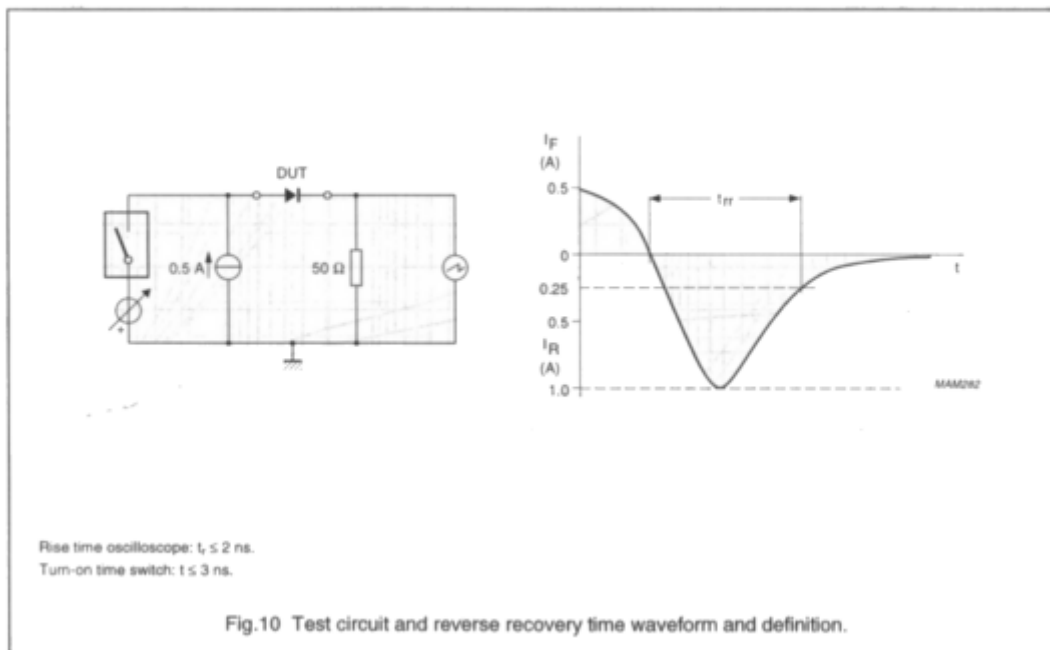 DUT
0.5 A
50 Ω
+
I_F
(A)
0.5
0
0.25
0.5
I_R
(A)
1.0
t_rr
t
MAM282
Rise time oscilloscope: t_r ≤ 2 ns.
Turn-on time switch: t ≤ 3 ns.
Fig.10 Test circuit and reverse recovery time waveform and definition.